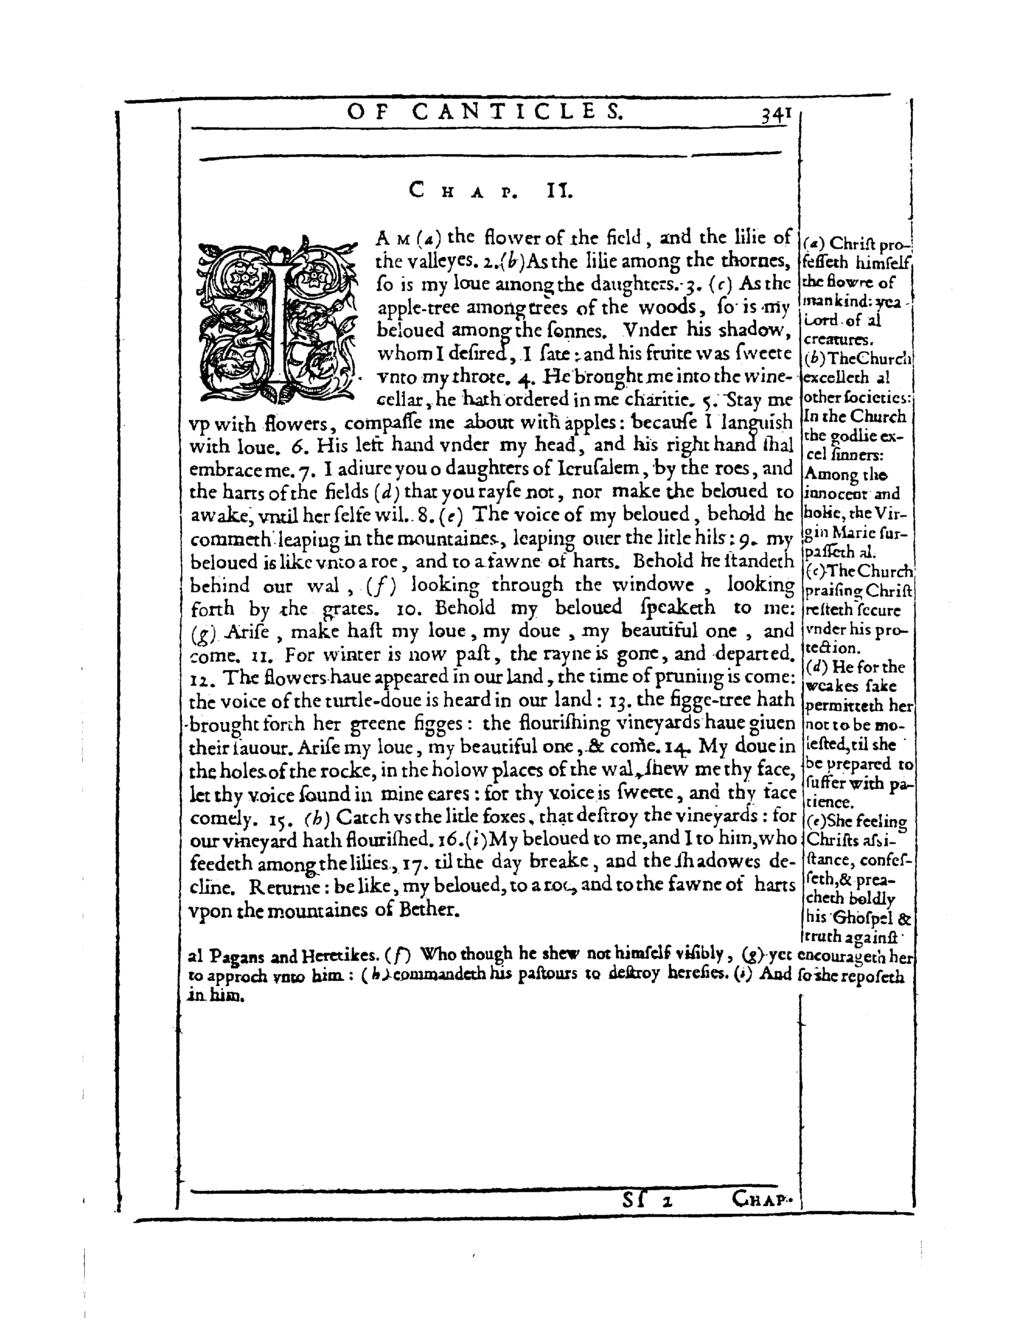 OF CANTICLES. 341
CHAP. II.
I AM (a) the flower of the field, and the lilie of
the valleyes. 2. (b) As the lilie among the thornes,
ſo is my loue among the daughters. 3. (c) As the
apple-tree among trees of the woods, ſo is my
beloued among the ſonnes. Vnder his shadow,
whom I deſired, I ſate: and his fruite was ſweete
vnto my throte. 4. He brought me into the wine-
cellar, he hath ordered in me charitie. 5. Stay me
vp with flowers, compaſſe me about with apples: becauſe I languish
with loue. 6. His left hand vnder my head, and his right hand ſhal
embrace me. 7. I adiure you o daughters of Ieruſalem, by the roes, and
the harts of the fields (d) that you rayſe not, nor make the beloued to
awake, vntil her ſelfe wil. 8. (e) The voice of my beloued, behold he
commeth leaping in the mountaines, leaping ouer the litle hils: 9. my
beloued is like vnto a roe, and to a fawne of harts. Behold he ſtandeth
behind our wal, (f) looking through the windowe, looking
forth by the grates. 10. Behold my beloued ſpeaketh to me:
(g) Ariſe, make haſt my loue, my doue, my beautiful one, and
come. 11. For winter is now paſt, the rayne is gone, and departed.
12. The flowers haue appeared in our land, the time of pruning is come:
the voice of the turtle-doue is heard in our land: 13. the figge-tree hath
brought forth her greene figges: the flouriſhing vineyards haue giuen
their ſauour. Ariſe my loue, my beautiful one, & come. 14. My doue in
the holes of the rocke, in the holow places of the wal, ſhew me thy face,
let thy voice ſound in mine eares: for thy voice is ſweete, and thy face
comely. 15. (h) Catch vs the litle foxes, that deſtroy the vineyards: for
our vineyard hath flouriſhed. 16. (i) My beloued to me, and I to him, who
feedeth among the lilies, 17. til the day breake, and the ſhadowes de-
cline. Returne: be like, my beloued, to a roe, and to the fawne of harts
vpon the mountaines of Bether.
(a) Chriſt pro-
feſſeth himſelf
the flowre of
mankind: yea
Lord of al
creatures.
(b) The Church
excelleth al
other ſocieties:
In the Church
the godlie ex-
cel ſinners:
Among the
innocent and
holie, the Vir-
gin Marie ſur-
paſſeth al.
(c) The Church
praiſing Chriſt
reſteth ſecure
vnder his pro-
tection.
(d) He for the
weakes ſake
permitteth her
not to be mo-
leſted, til she
be prepared to
ſuffer with pa-
tience.
(e) She feeling
Chriſts aſsi-
ſtance, confeſ-
ſeth, & prea-
cheth boldly
his Ghoſpel &
truth againſt
al Pagans and Heretikes. (f) Who though he shew not himſelf viſibly, (g) yet encourageth her
to approch vnto him: (h) commandeth his paſtours to deſtroy hereſies. (i) And ſo she repoſeth
in him.
Sſ 2 CHAP.